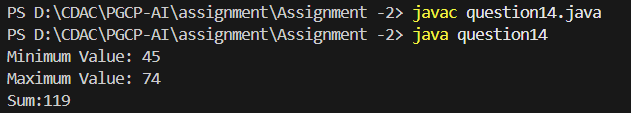 PS D:\CDAC\PGCP-AI\assignment\Assignment -2> javac question14.java
PS D:\CDAC\PGCP-AI\assignment\Assignment -2> java question14
Minimum Value: 45
Maximum Value: 74
Sum:119